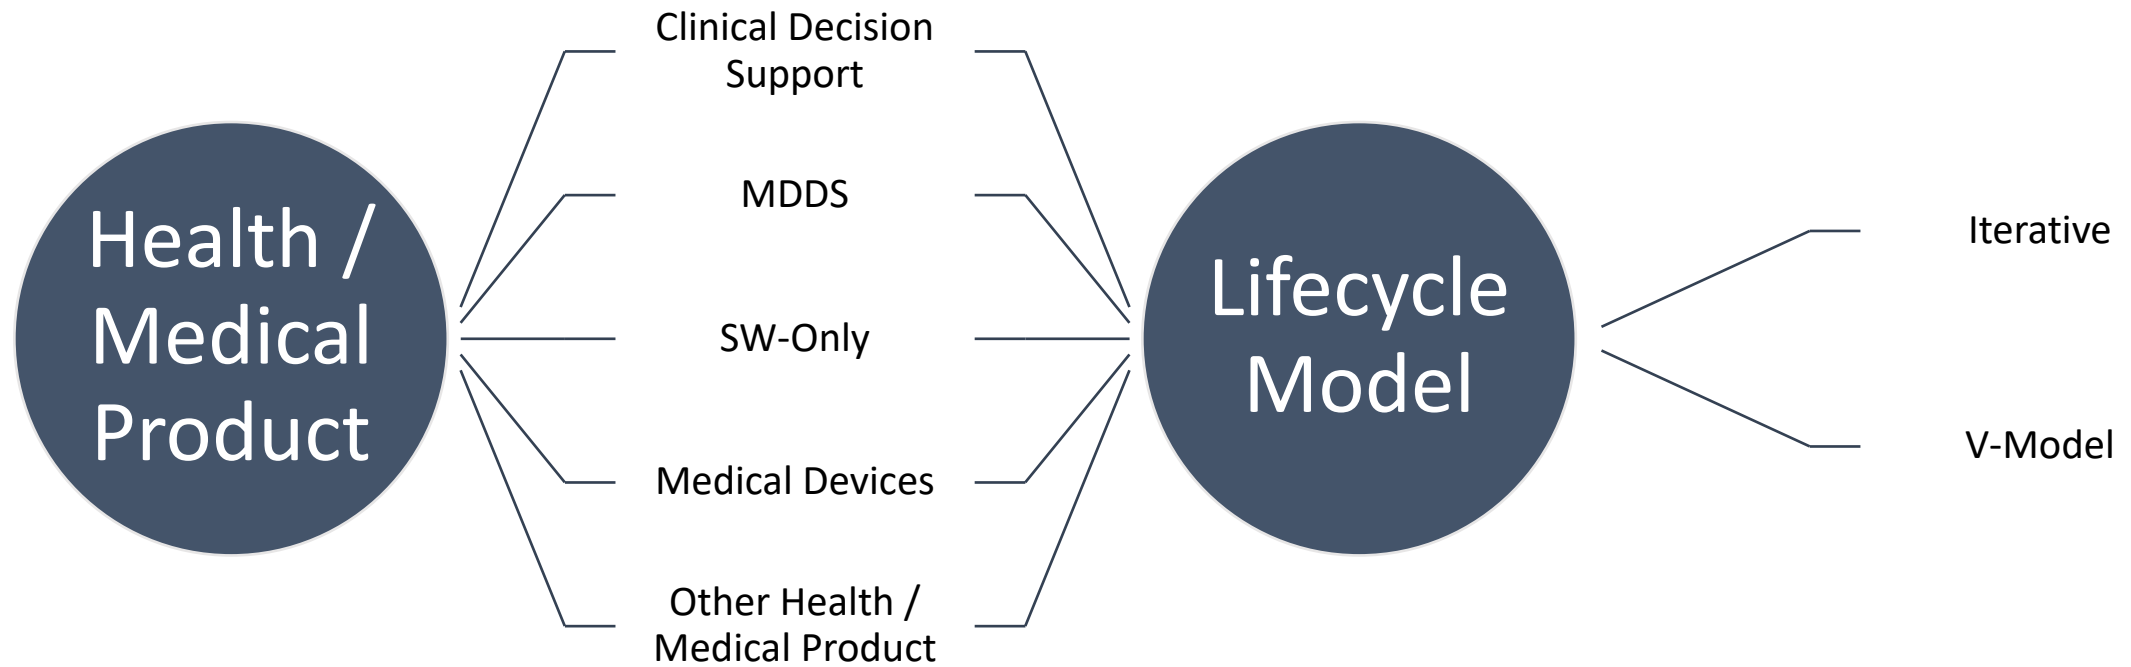 Health /
Medical
Product
Clinical Decision
Support
MDDS
SW-Only
Medical Devices
Other Health /
Medical Product
Lifecycle
Model
Iterative
V-Model